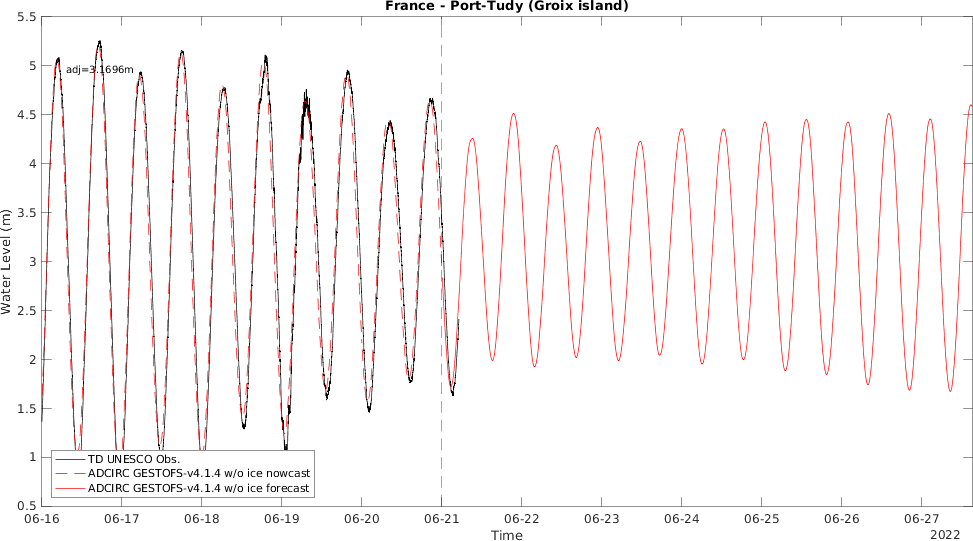 France - Port-Tudy (Groix island)
5.5
5
4.5
4
3.5
3
2.5
2
1.5
1
0.5
Water Level (m)
adj=3.1696m
TD UNESCO Obs.
ADCIRC GESTOFS-v4.1.4 w/o ice nowcast
ADCIRC GESTOFS-v4.1.4 w/o ice forecast
06-16 06-17 06-18 06-19 06-20 06-21 06-22 06-23 06-24 06-25 06-26 06-27
2022
Time